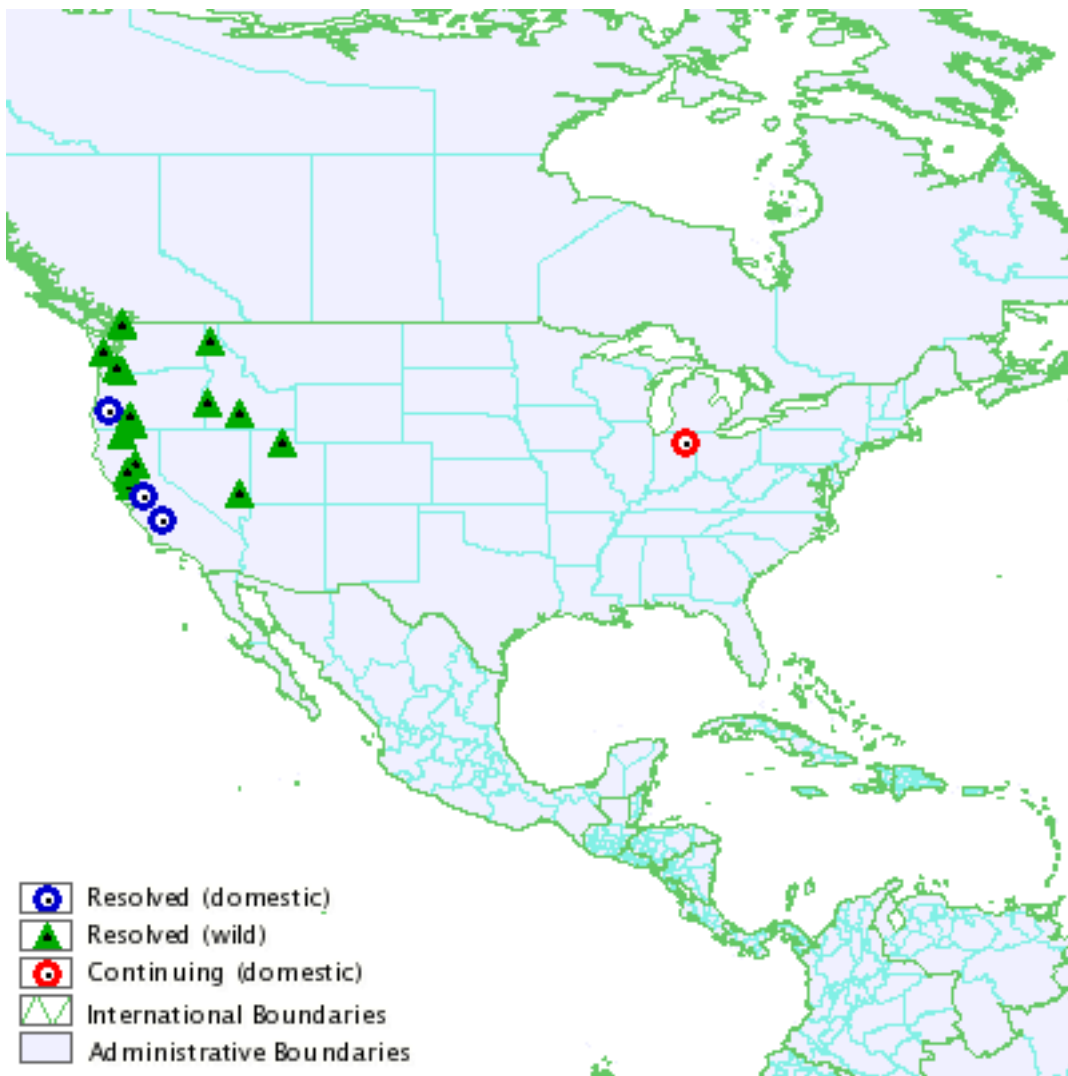 Resolved (domestic)
Resolved (wild)
Continuing (domestic)
International Boundaries
Administrative Boundaries